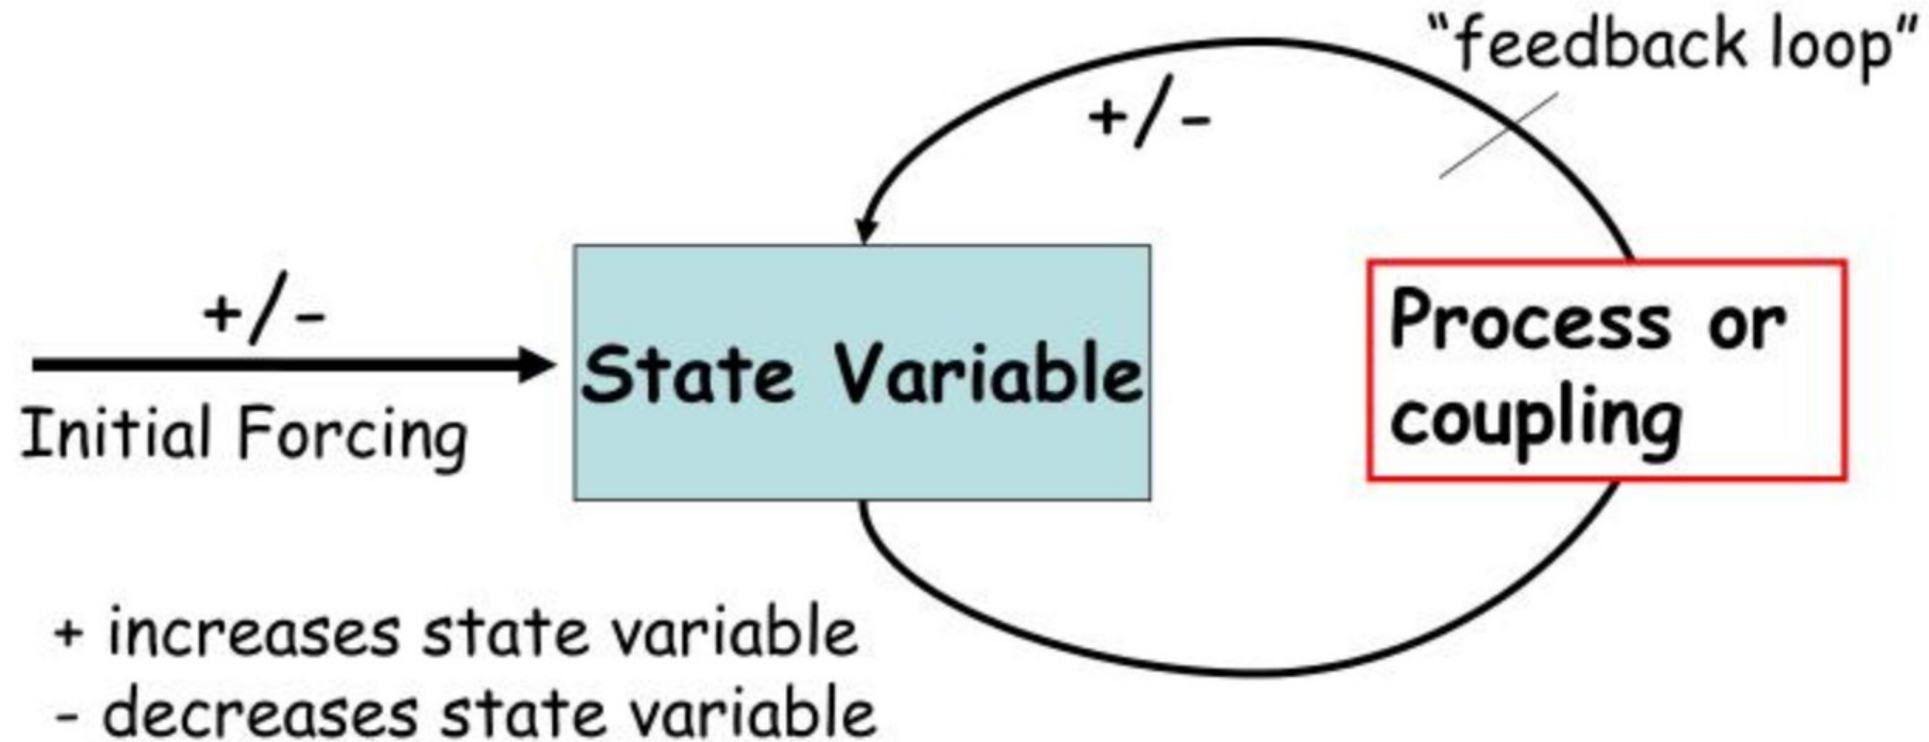 “feedback loop”
+/-
+/-
Initial Forcing
State Variable
Process or
coupling
+ increases state variable
- decreases state variable